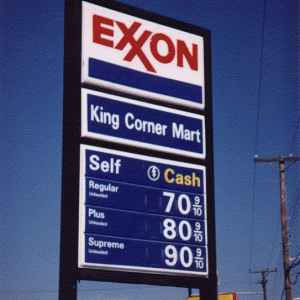 EXXON
King Corner Mart
Self Cash
Regular 70 9/10
Unleaded
Plus 80 9/10
Unleaded
Supreme 90 9/10
Unleaded